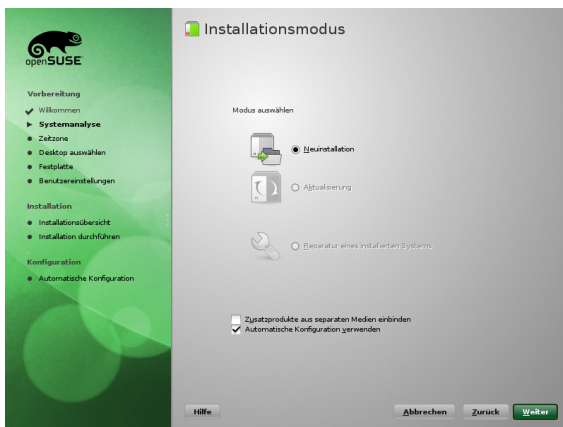 openSUSE
Vorbereitung
Willkommen
Systemanalyse
Zeitzone
Desktop auswählen
Festplatte
Benutzereinstellungen
Installation
Installationsübersicht
Installation durchführen
Konfiguration
Automatische Konfiguration
Installationsmodus
Modus auswählen
Neuinstallation
Aktualisierung
Reparatur eines installierten Systems
Zusatzprodukte aus separaten Medien einbinden
Automatische Konfiguration verwenden
Hilfe
Abbrechen
Zurück
Weiter